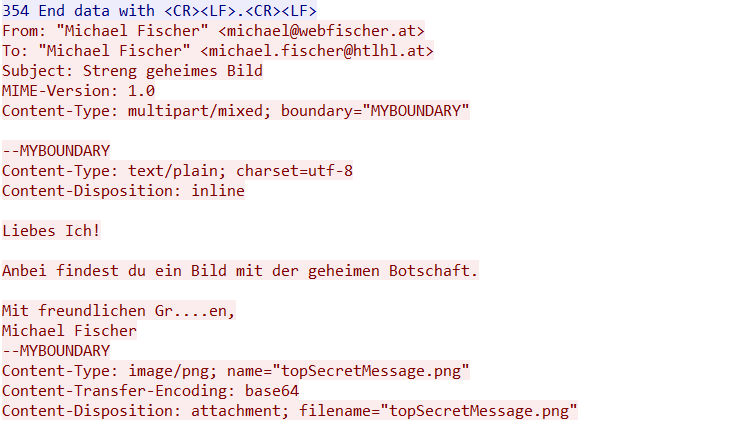 354 End data with <CR><LF>.<CR><LF>
From: "Michael Fischer" <michael@webfischer.at>
To: "Michael Fischer" <michael.fischer@htlhl.at>
Subject: Streng geheimes Bild
MIME-Version: 1.0
Content-Type: multipart/mixed; boundary="MYBOUNDARY"

--MYBOUNDARY
Content-Type: text/plain; charset=utf-8
Content-Disposition: inline

Liebes Ich!

Anbei findest du ein Bild mit der geheimen Botschaft.

Mit freundlichen Gr....en,
Michael Fischer
--MYBOUNDARY
Content-Type: image/png; name="topSecretMessage.png"
Content-Transfer-Encoding: base64
Content-Disposition: attachment; filename="topSecretMessage.png"